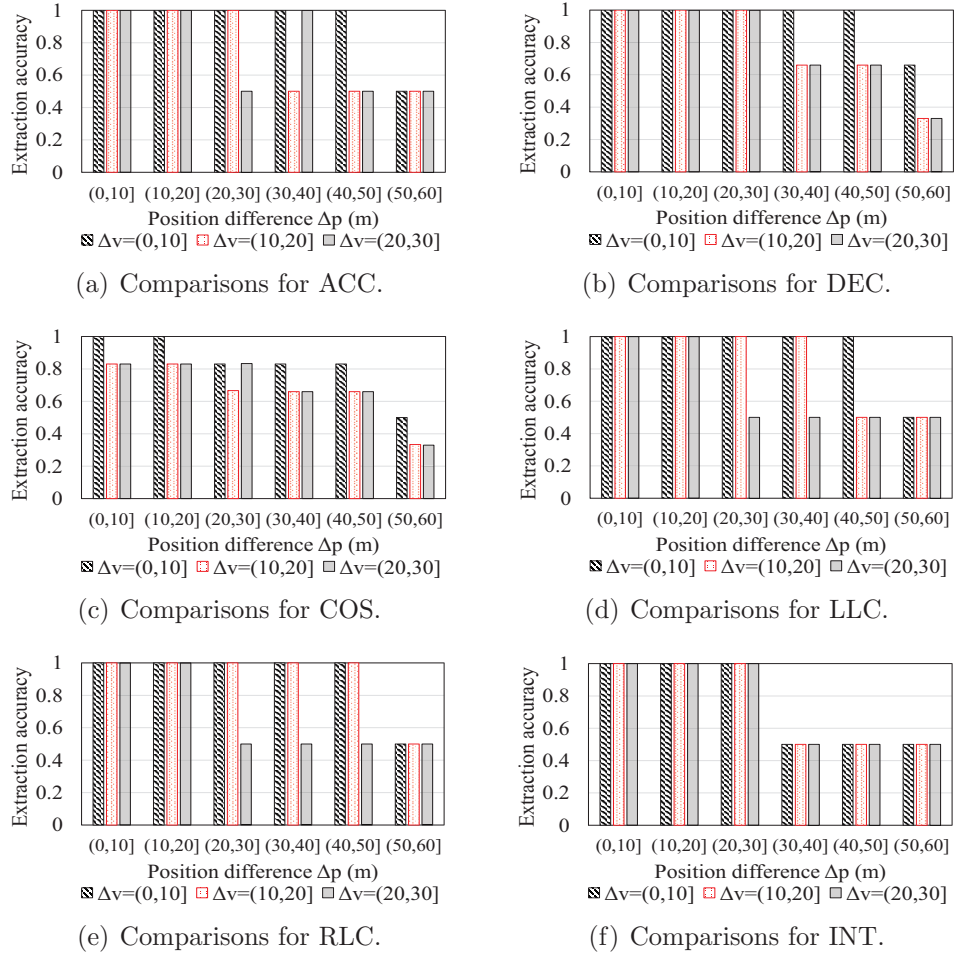 Extraction accuracy
1
0.8
0.6
0.4
0.2
0
(0,10] (10,20] (20,30] (30,40] (40,50] (50,60]
Position difference Δp (m)
Δv=(0,10] Δv=(10,20] Δv=(20,30]
(a) Comparisons for ACC.
Extraction accuracy
1
0.8
0.6
0.4
0.2
0
(0,10] (10,20] (20,30] (30,40] (40,50] (50,60]
Position difference Δp (m)
Δv=(0,10] Δv=(10,20] Δv=(20,30]
(b) Comparisons for DEC.
Extraction accuracy
1
0.8
0.6
0.4
0.2
0
(0,10] (10,20] (20,30] (30,40] (40,50] (50,60]
Position difference Δp (m)
Δv=(0,10] Δv=(10,20] Δv=(20,30]
(c) Comparisons for COS.
Extraction accuracy
1
0.8
0.6
0.4
0.2
0
(0,10] (10,20] (20,30] (30,40] (40,50] (50,60]
Position difference Δp (m)
Δv=(0,10] Δv=(10,20] Δv=(20,30]
(d) Comparisons for LLC.
Extraction accuracy
1
0.8
0.6
0.4
0.2
0
(0,10] (10,20] (20,30] (30,40] (40,50] (50,60]
Position difference Δp (m)
Δv=(0,10] Δv=(10,20] Δv=(20,30]
(e) Comparisons for RLC.
Extraction accuracy
1
0.8
0.6
0.4
0.2
0
(0,10] (10,20] (20,30] (30,40] (40,50] (50,60]
Position difference Δp (m)
Δv=(0,10] Δv=(10,20] Δv=(20,30]
(f) Comparisons for INT.